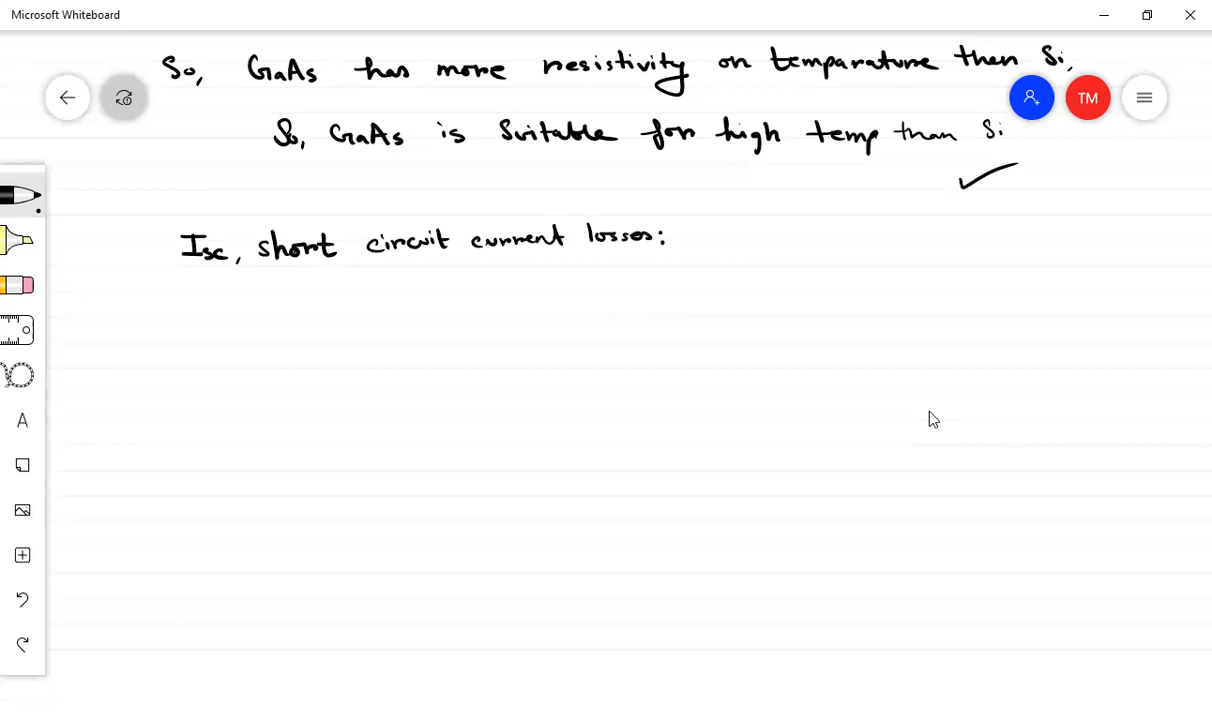 Microsoft Whiteboard
So, GaAs has more resistivity on temparature then Si,
TM
So, GaAs is suitable for high temp than Si
Isc, short circuit current losses:
A